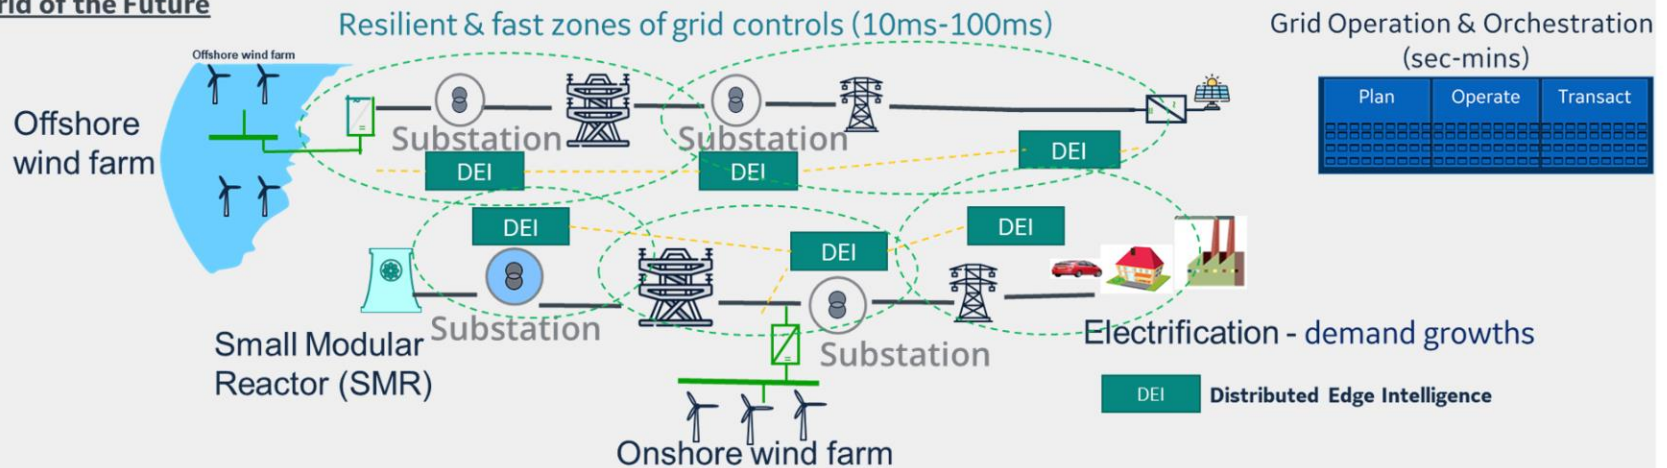 rid of the Future
Resilient & fast zones of grid controls (10ms-100ms)
Grid Operation & Orchestration
(sec-mins)
Plan Operate Transact
Offshore wind farm
Offshore
wind farm
Substation
Substation
DEI
DEI
DEI
DEI
DEI
DEI
Substation
Substation
Small Modular
Reactor (SMR)
Electrification - demand growths
DEI Distributed Edge Intelligence
Onshore wind farm